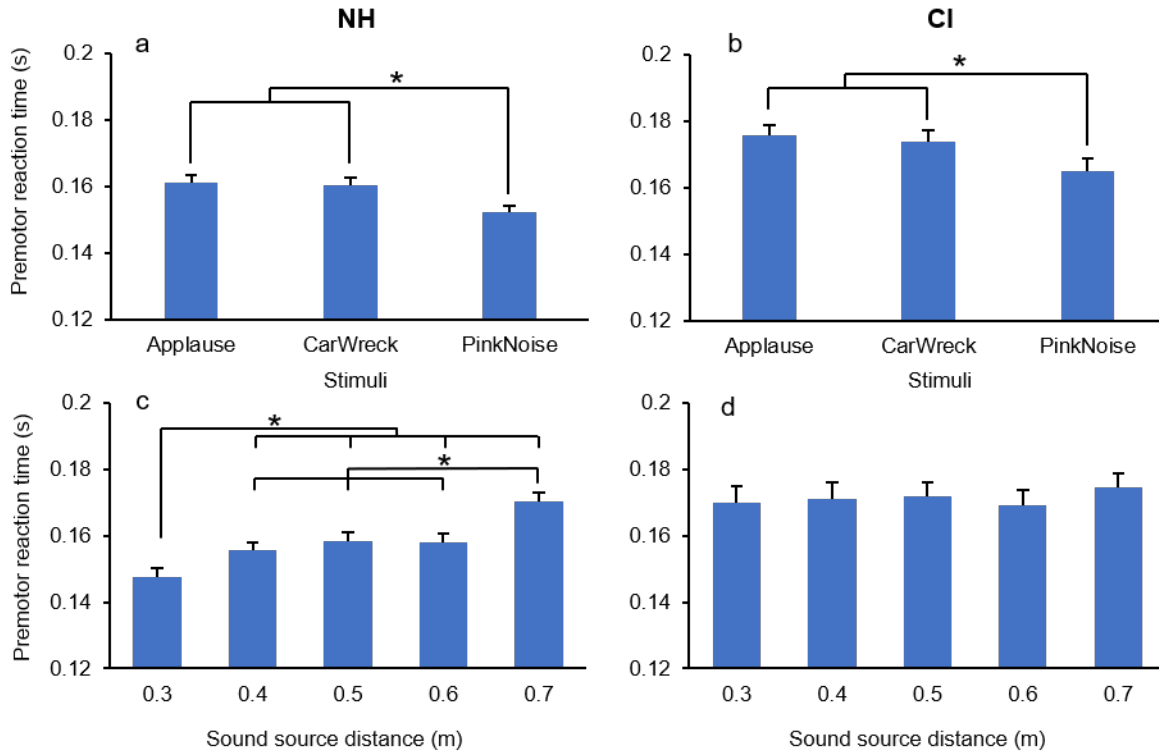 NH
CI
a
Premotor reaction time (s)
0.2
0.18
0.16
0.14
0.12
*
Applause CarWreck PinkNoise
Stimuli
b
0.2
0.18
0.16
0.14
0.12
*
Applause CarWreck PinkNoise
Stimuli
c
Premotor reaction time (s)
0.2
0.18
0.16
0.14
0.12
*
*
0.3 0.4 0.5 0.6 0.7
Sound source distance (m)
d
0.2
0.18
0.16
0.14
0.12
0.3 0.4 0.5 0.6 0.7
Sound source distance (m)